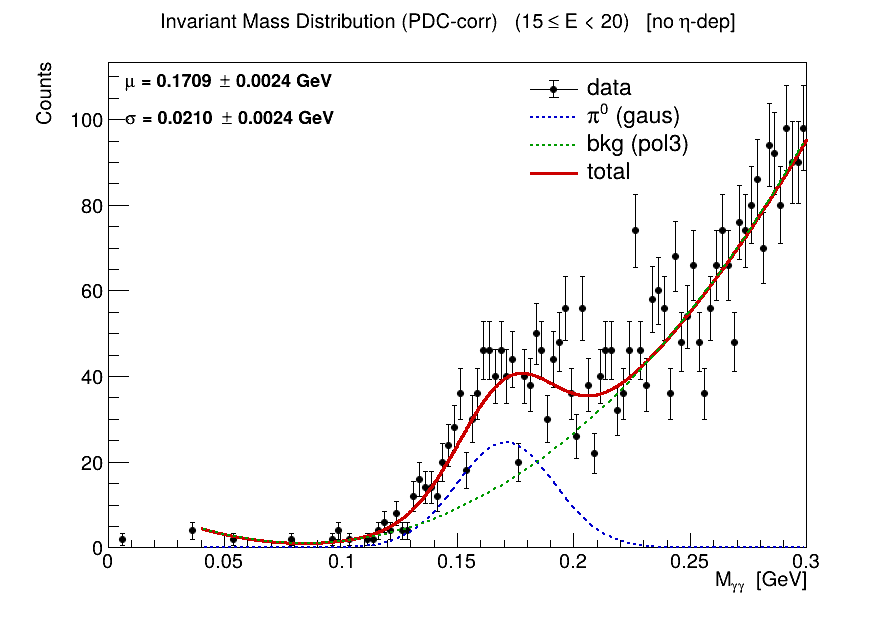 Invariant Mass Distribution (PDC-corr) (15 ≤ E < 20) [no η-dep]
Counts
μ = 0.1709 ± 0.0024 GeV
σ = 0.0210 ± 0.0024 GeV
data
π⁰ (gaus)
bkg (pol3)
total
100
80
60
40
20
0
0 0.05 0.1 0.15 0.2 0.25 0.3
M_γγ [GeV]